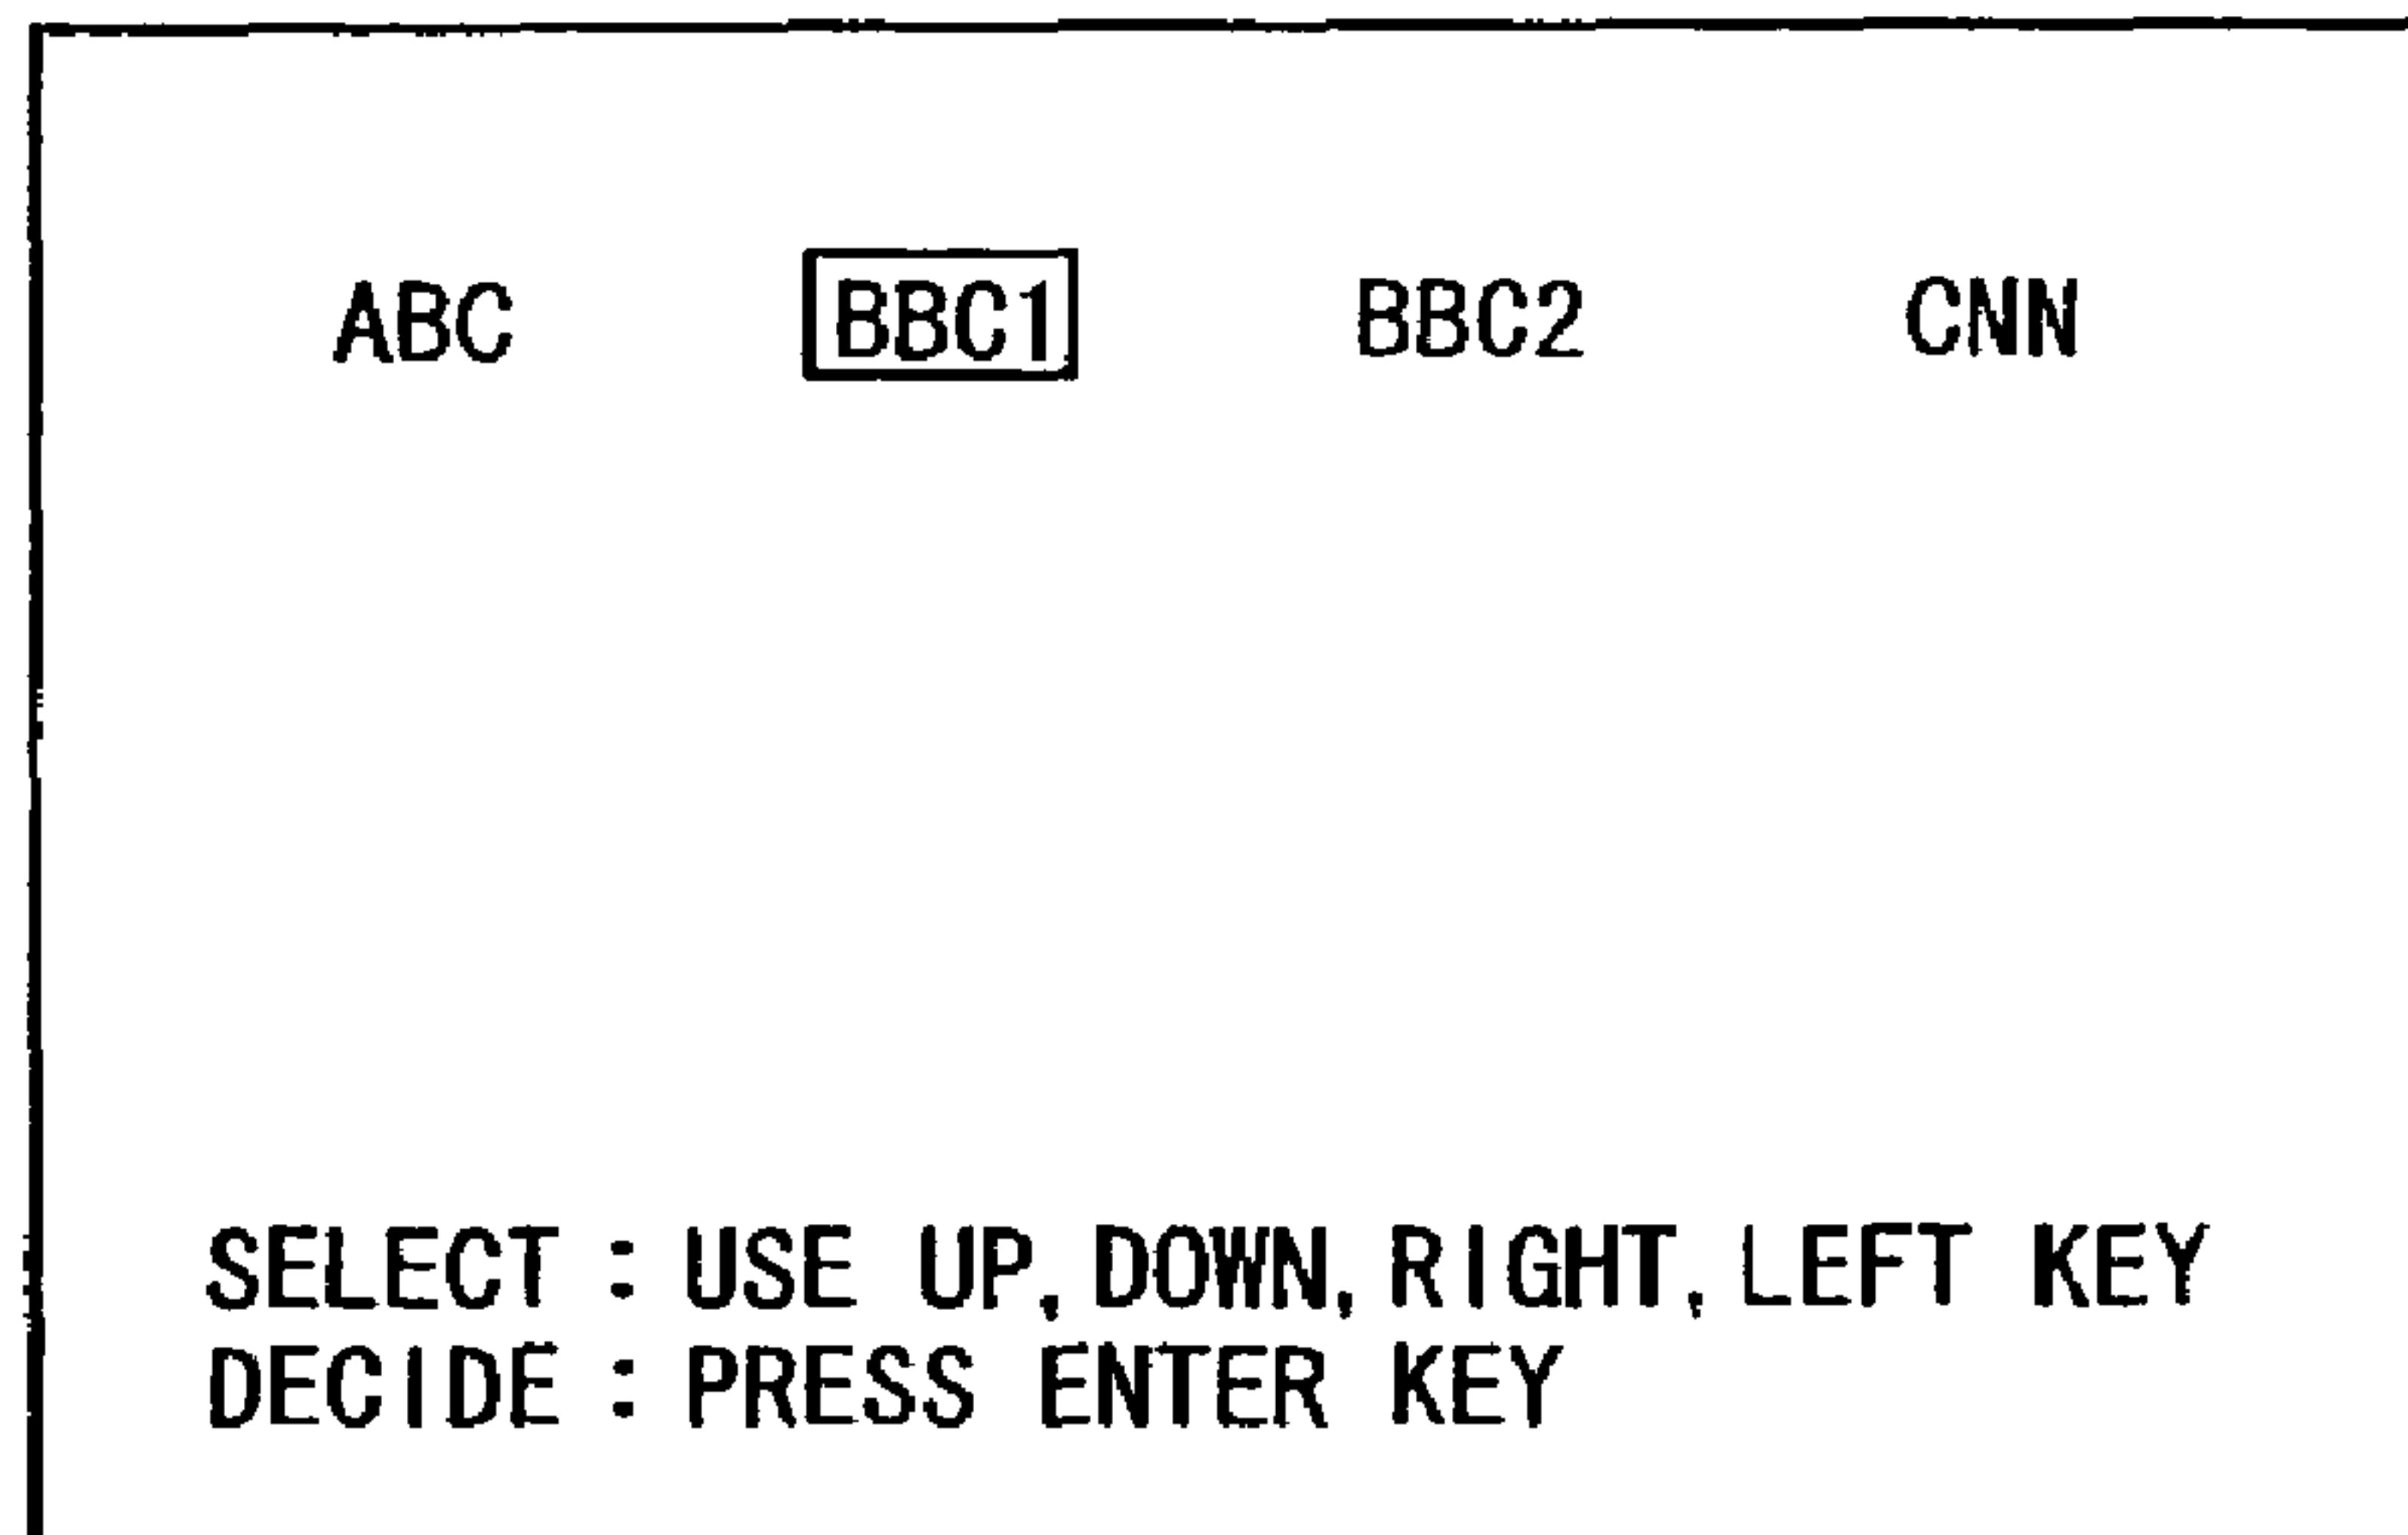 ABC BBC1 BBC2 CNN
SELECT : USE UP,DOWN,RIGHT,LEFT KEY
DECIDE : PRESS ENTER KEY